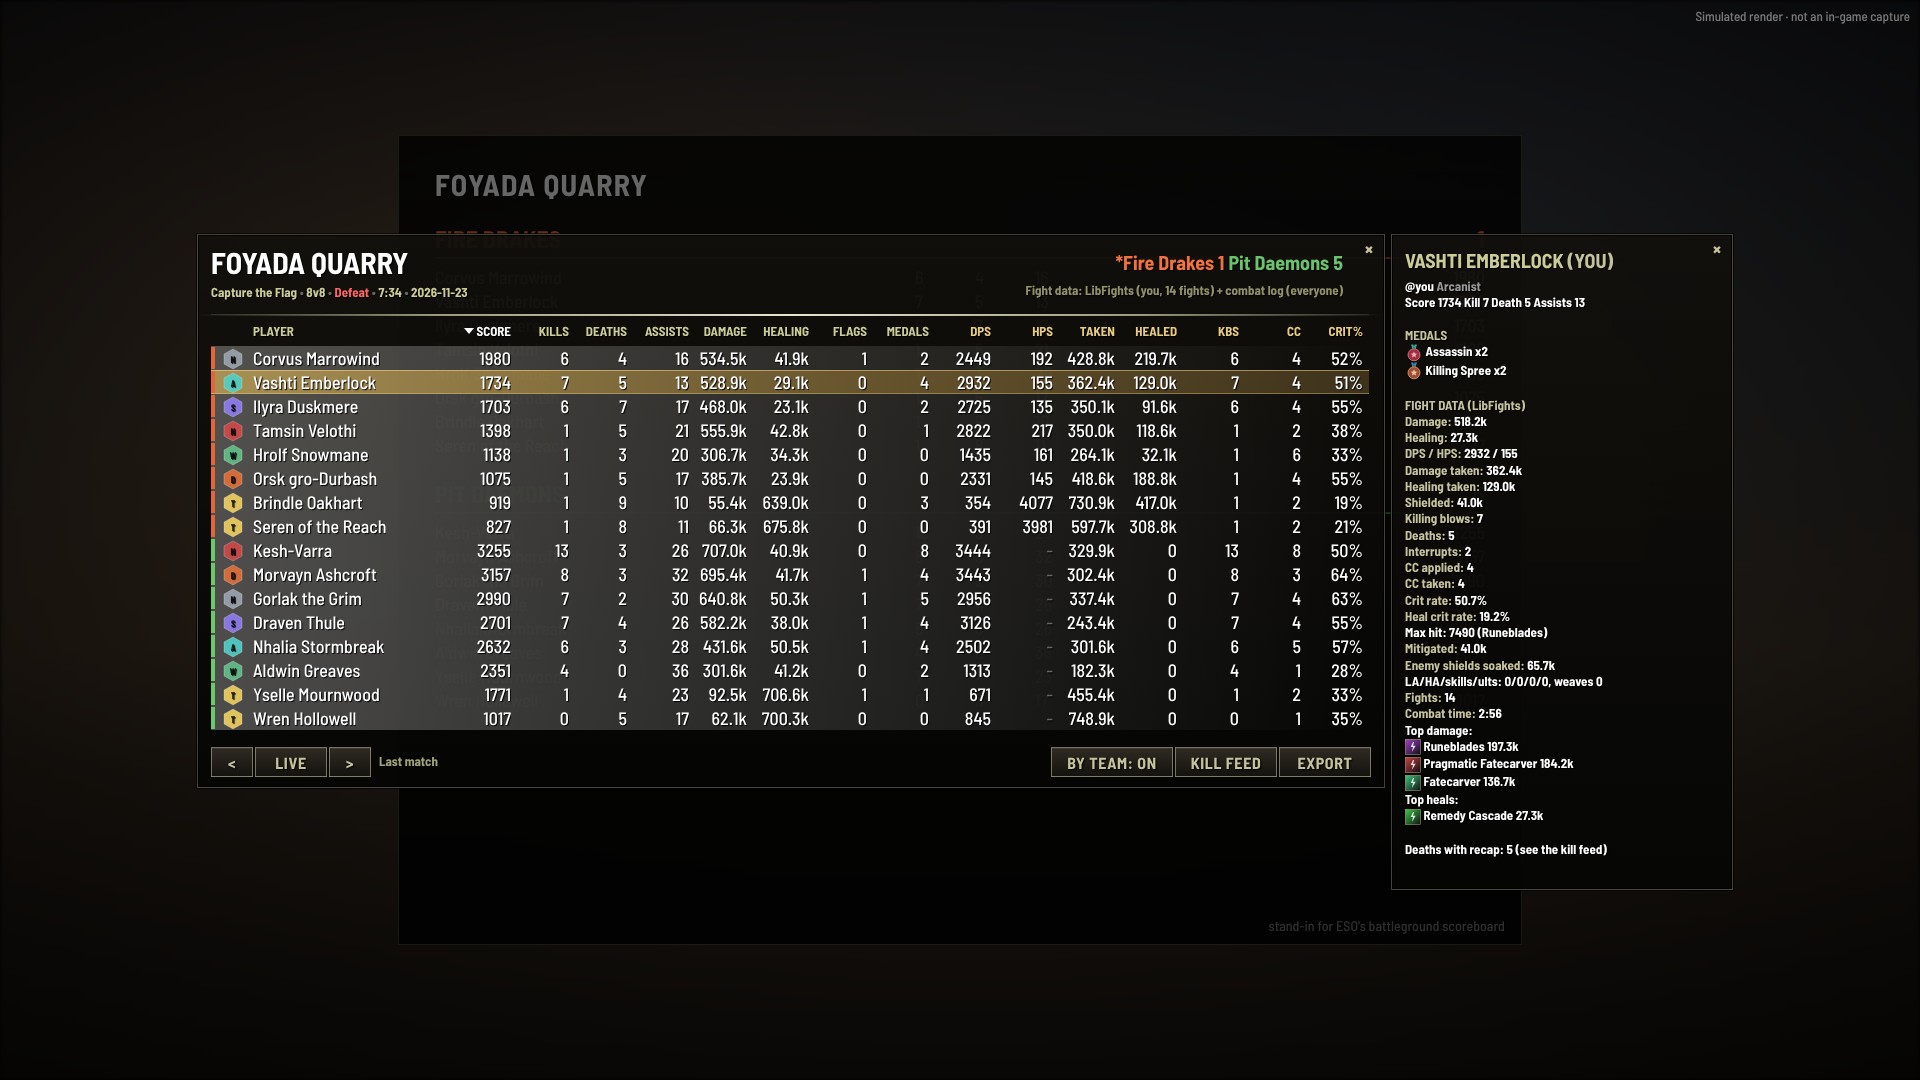 Simulated render · not an in-game capture
FOYADA QUARRY
FIRE DRAKES 1
FOYADA QUARRY
*Fire Drakes 1 Pit Daemons 5
Capture the Flag • 8v8 • Defeat • 7:34 • 2026-11-23
Fight data: LibFights (you, 14 fights) + combat log (everyone)
PLAYER SCORE KILLS DEATHS ASSISTS DAMAGE HEALING FLAGS MEDALS DPS HPS TAKEN HEALED KBS CC CRIT%
Corvus Marrowind 1980 6 4 16 534.5k 41.9k 1 2 2449 192 428.8k 219.7k 6 4 52%
Vashti Emberlock 1734 7 5 13 528.9k 29.1k 0 4 2932 155 362.4k 129.0k 7 4 51%
Ilyra Duskmere 1703 6 7 17 468.0k 23.1k 0 2 2725 135 350.1k 91.6k 6 4 55%
Tamsin Velothi 1398 1 5 21 555.9k 42.8k 0 1 2822 217 350.0k 118.6k 1 2 38%
Hrolf Snowmane 1138 1 3 20 306.7k 34.3k 0 0 1435 161 264.1k 32.1k 1 6 33%
Orsk gro-Durbash 1075 1 5 17 385.7k 23.9k 0 0 2331 145 418.6k 188.8k 1 4 55%
Brindle Oakhart 919 1 9 10 55.4k 639.0k 0 3 354 4077 730.9k 417.0k 1 2 19%
Seren of the Reach 827 1 8 11 66.3k 675.8k 0 0 391 3981 597.7k 308.8k 1 2 21%
Kesh-Varra 3255 13 3 26 707.0k 40.9k 0 8 3444 - 329.9k 0 13 8 50%
Morvayn Ashcroft 3157 8 3 32 695.4k 41.7k 1 4 3443 - 302.4k 0 8 3 64%
Gorlak the Grim 2990 7 2 30 640.8k 50.3k 1 5 2956 - 337.4k 0 7 4 63%
Draven Thule 2701 7 4 26 582.2k 38.0k 1 4 3126 - 243.4k 0 7 4 55%
Nhalia Stormbreak 2632 6 3 28 431.6k 50.5k 1 4 2502 - 301.6k 0 6 5 57%
Aldwin Greaves 2351 4 0 36 301.6k 41.2k 0 2 1313 - 182.3k 0 4 1 28%
Yselle Mournwood 1771 1 4 23 92.5k 706.6k 1 1 671 - 455.4k 0 1 2 33%
Wren Hollowell 1017 0 5 17 62.1k 700.3k 0 0 845 - 748.9k 0 0 1 35%
< LIVE > Last match BY TEAM: ON KILL FEED EXPORT
VASHTI EMBERLOCK (YOU)
@you Arcanist
Score 1734 Kill 7 Death 5 Assists 13
MEDALS
Assassin x2
Killing Spree x2
FIGHT DATA (LibFights)
Damage: 518.2k
Healing: 27.3k
DPS / HPS: 2932 / 155
Damage taken: 362.4k
Healing taken: 129.0k
Shielded: 41.0k
Killing blows: 7
Deaths: 5
Interrupts: 2
CC applied: 4
CC taken: 4
Crit rate: 50.7%
Heal crit rate: 19.2%
Max hit: 7490 (Runeblades)
Mitigated: 41.0k
Enemy shields soaked: 65.7k
LA/HA/skills/ults: 0/0/0/0, weaves 0
Fights: 14
Combat time: 2:56
Top damage:
Runeblades 197.3k
Pragmatic Fatecarver 184.2k
Fatecarver 136.7k
Top heals:
Remedy Cascade 27.3k
Deaths with recap: 5 (see the kill feed)
stand-in for ESO's battleground scoreboard